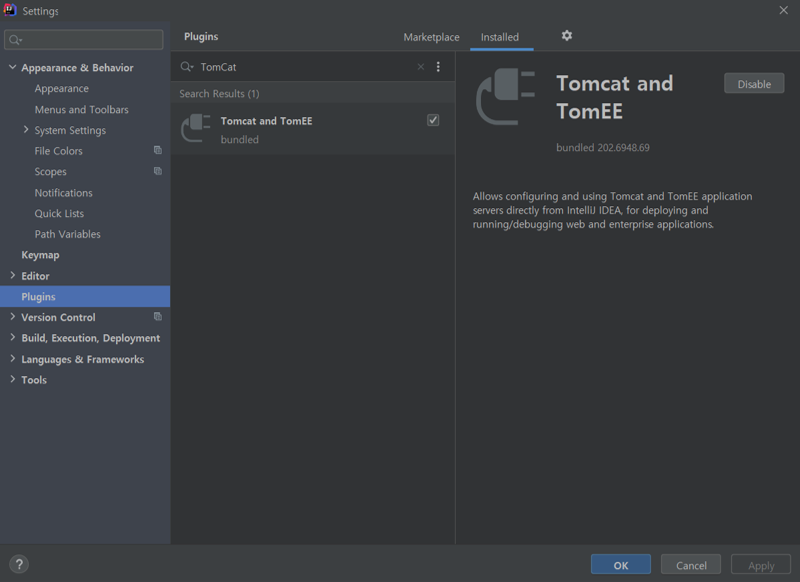 Settings
Plugins
Marketplace
Installed
TomCat
Search Results (1)
Tomcat and TomEE
bundled
Appearance & Behavior
Appearance
Menus and Toolbars
System Settings
File Colors
Scopes
Notifications
Quick Lists
Path Variables
Keymap
Editor
Plugins
Version Control
Build, Execution, Deployment
Languages & Frameworks
Tools
Tomcat and
TomEE
Disable
bundled 202.6948.69
Allows configuring and using Tomcat and TomEE application
servers directly from IntelliJ IDEA, for deploying and
running/debugging web and enterprise applications.
?
OK
Cancel
Apply